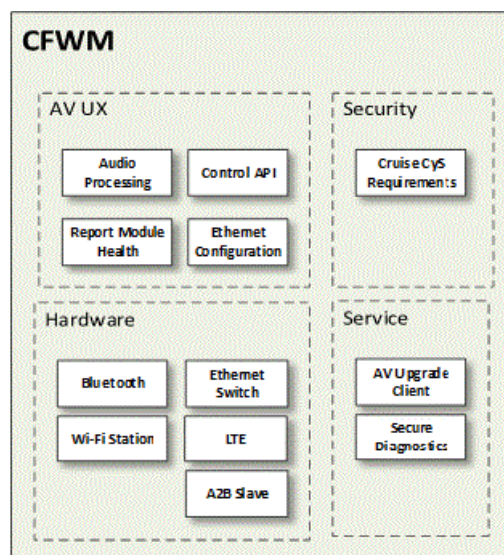 CFWM
AV UX
Audio
Processing
Control API
Report Module
Health
Ethernet
Configuration
Security
Cruise CyS
Requirements
Hardware
Bluetooth
Ethernet
Switch
Wi-Fi Station
LTE
A2B Slave
Service
AV Upgrade
Client
Secure
Diagnostics